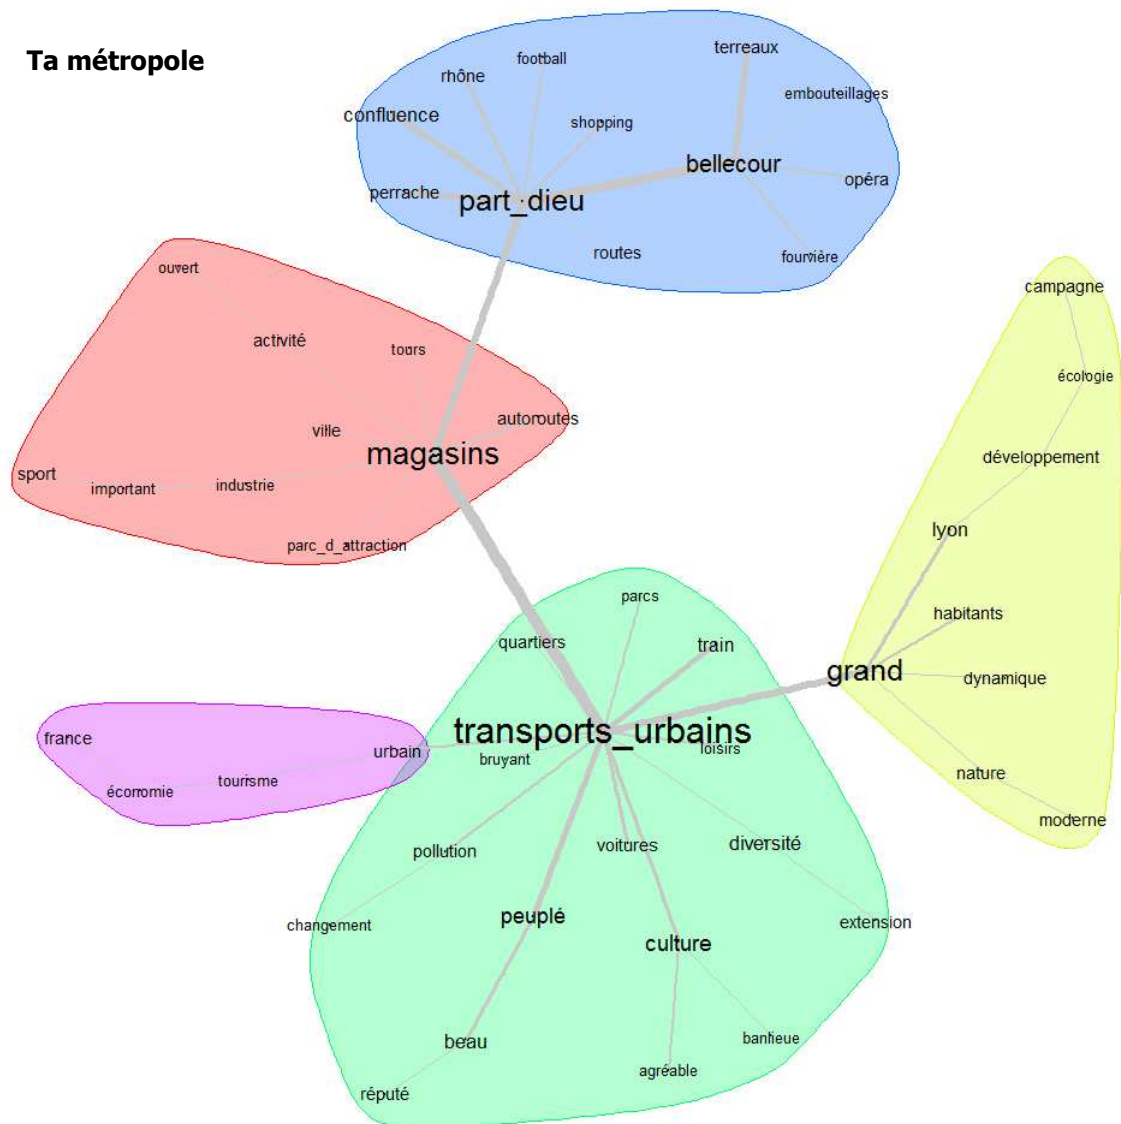 Ta métropole
terreaux
football
rhône
embouteillages
confluence
shopping
bellecour
opéra
perrache
part_dieu
routes
fourvière
ouvert
activité
tours
autoroutes
ville
magasins
sport
important
industrie
parc_d_attraction
campagne
écologie
développement
lyon
habitants
grand
dynamique
nature
moderne
parcs
quartiers
train
transports_urbains
loisirs
bruyant
pollution
voitures
diversité
changement
peuplé
extension
culture
beau
banlieue
agréable
réputé
france
urbain
tourisme
économie